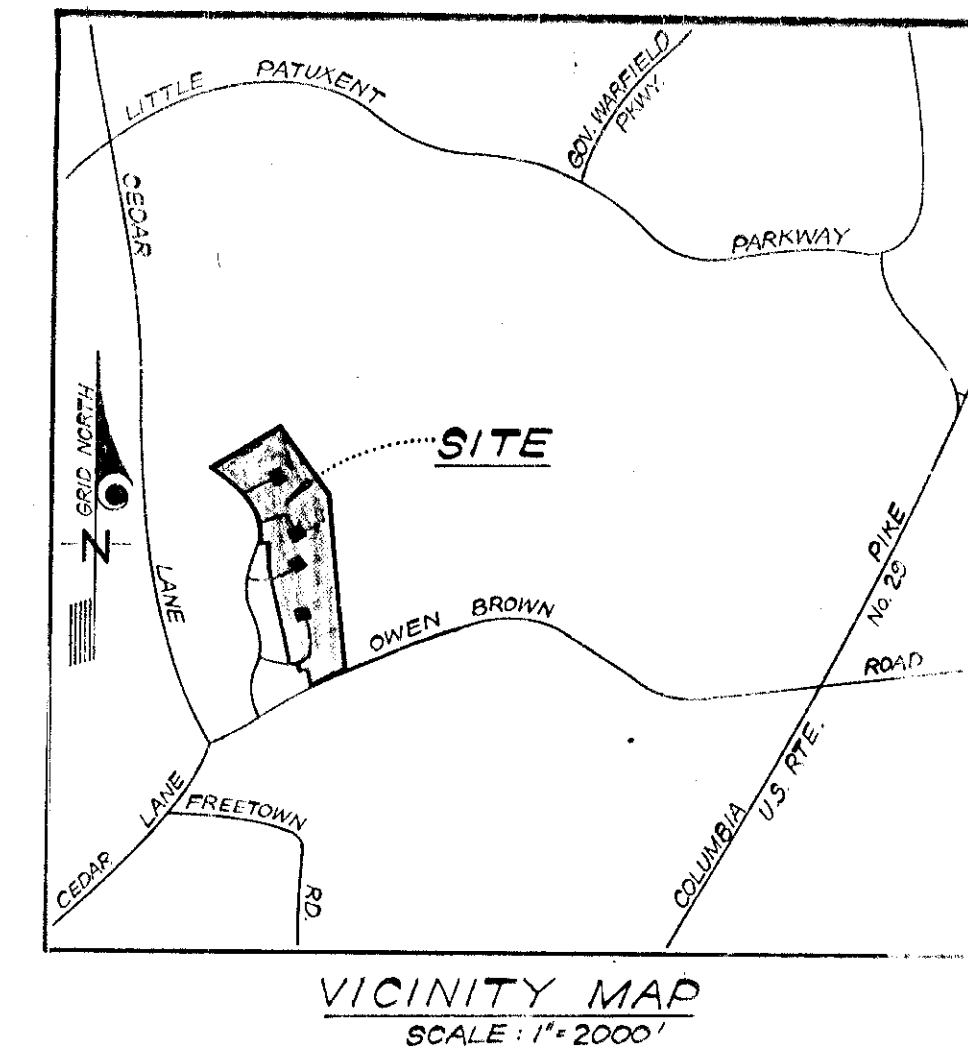 LITTLE PATUXENT
PARKWAY
GOV. WARFIELD
PKWY.
CEDAR
LANE
GRID NORTH
N
SITE
OWEN BROWN
ROAD
PIKE
No. 29
COLUMBIA
U.S. RTE.
CEDAR LANE
FREETOWN
RD.
VICINITY MAP
SCALE: 1"=2000'